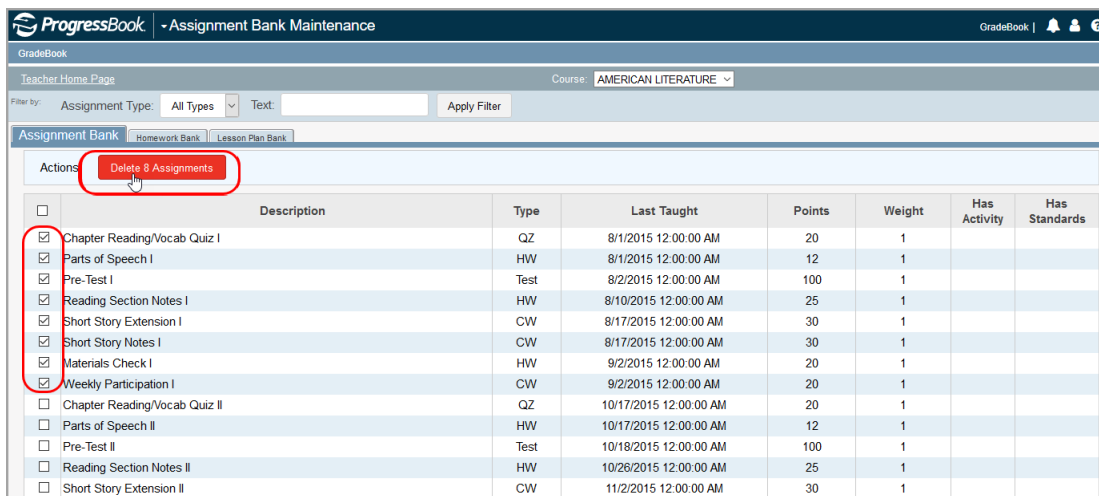 ProgressBook Assignment Bank Maintenance GradeBook |
GradeBook
Teacher Home Page Course: AMERICAN LITERATURE
Filter by: Assignment Type: All Types Text: Apply Filter
Assignment Bank Homework Bank Lesson Plan Bank
Actions Delete 8 Assignments
Description Type Last Taught Points Weight Has Activity Has Standards
Chapter Reading/Vocab Quiz I QZ 8/1/2015 12:00:00 AM 20 1
Parts of Speech I HW 8/1/2015 12:00:00 AM 12 1
Pre-Test I Test 8/2/2015 12:00:00 AM 100 1
Reading Section Notes I HW 8/10/2015 12:00:00 AM 25 1
Short Story Extension I CW 8/17/2015 12:00:00 AM 30 1
Short Story Notes I CW 8/17/2015 12:00:00 AM 30 1
Materials Check I HW 9/2/2015 12:00:00 AM 20 1
Weekly Participation I CW 9/2/2015 12:00:00 AM 20 1
Chapter Reading/Vocab Quiz II QZ 10/17/2015 12:00:00 AM 20 1
Parts of Speech II HW 10/17/2015 12:00:00 AM 12 1
Pre-Test II Test 10/18/2015 12:00:00 AM 100 1
Reading Section Notes II HW 10/26/2015 12:00:00 AM 25 1
Short Story Extension II CW 11/2/2015 12:00:00 AM 30 1